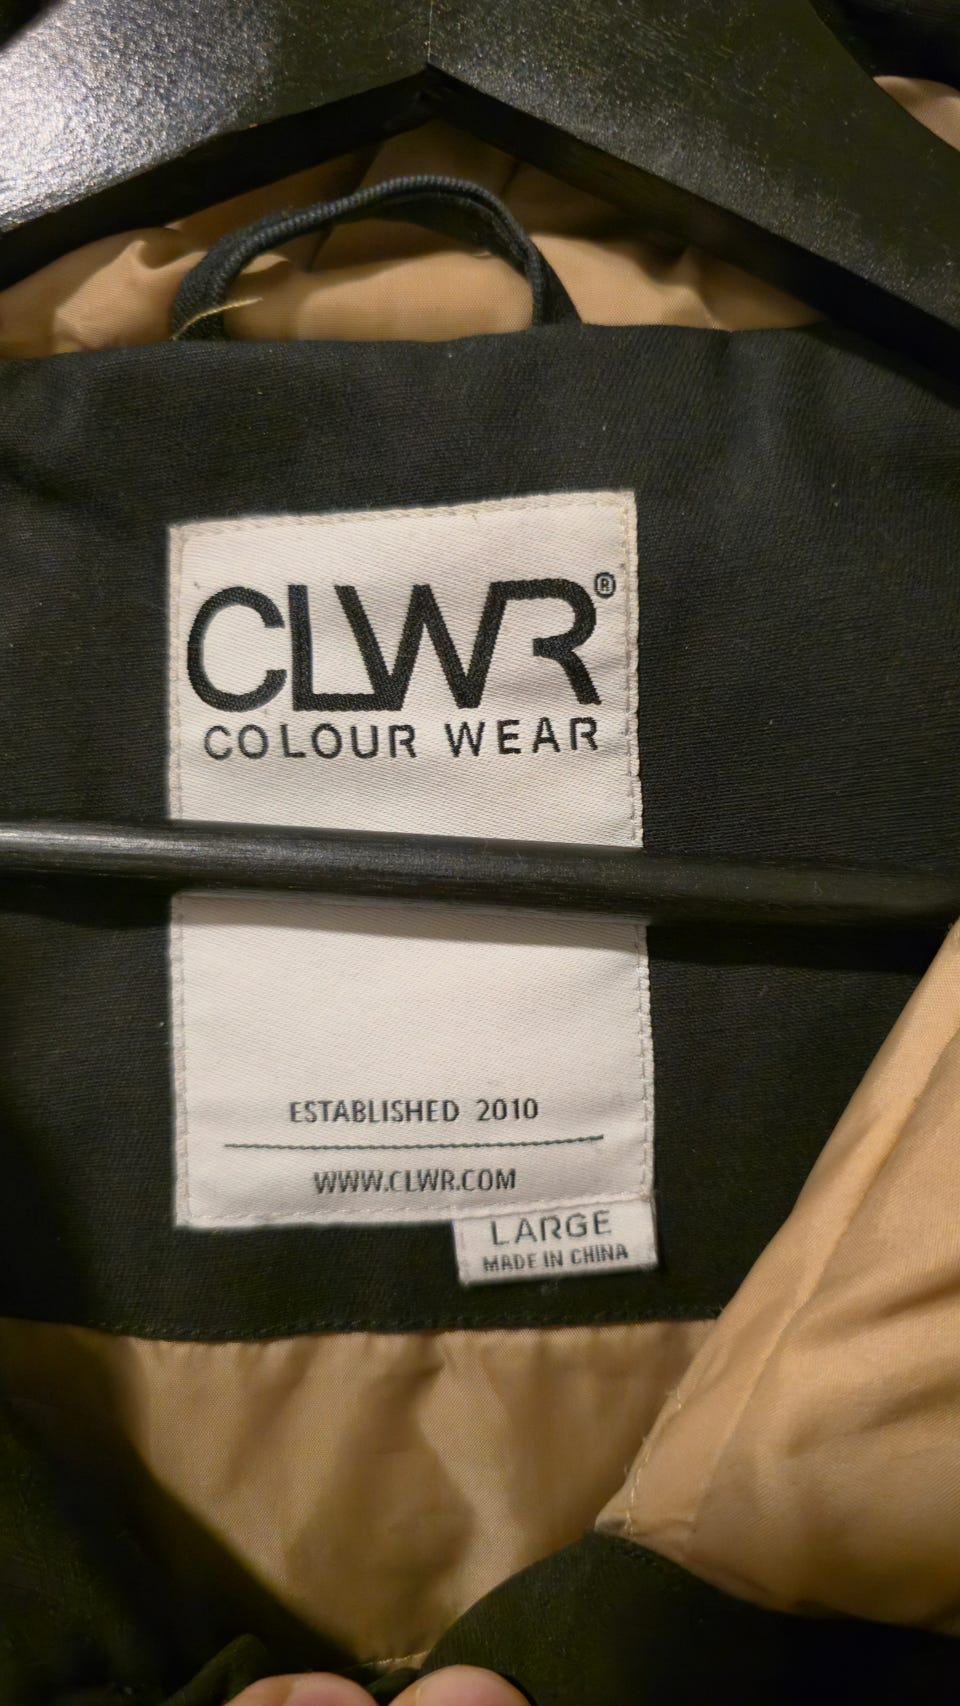 CLWR®
COLOUR WEAR
ESTABLISHED 2010
WWW.CLWR.COM
LARGE
MADE IN CHINA